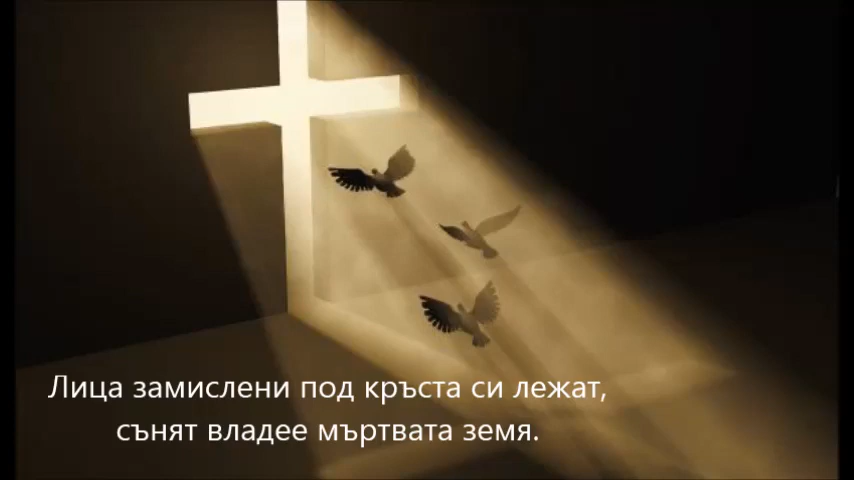 Лица замислени под кръста си лежат,
сънят владее мъртвата земя.